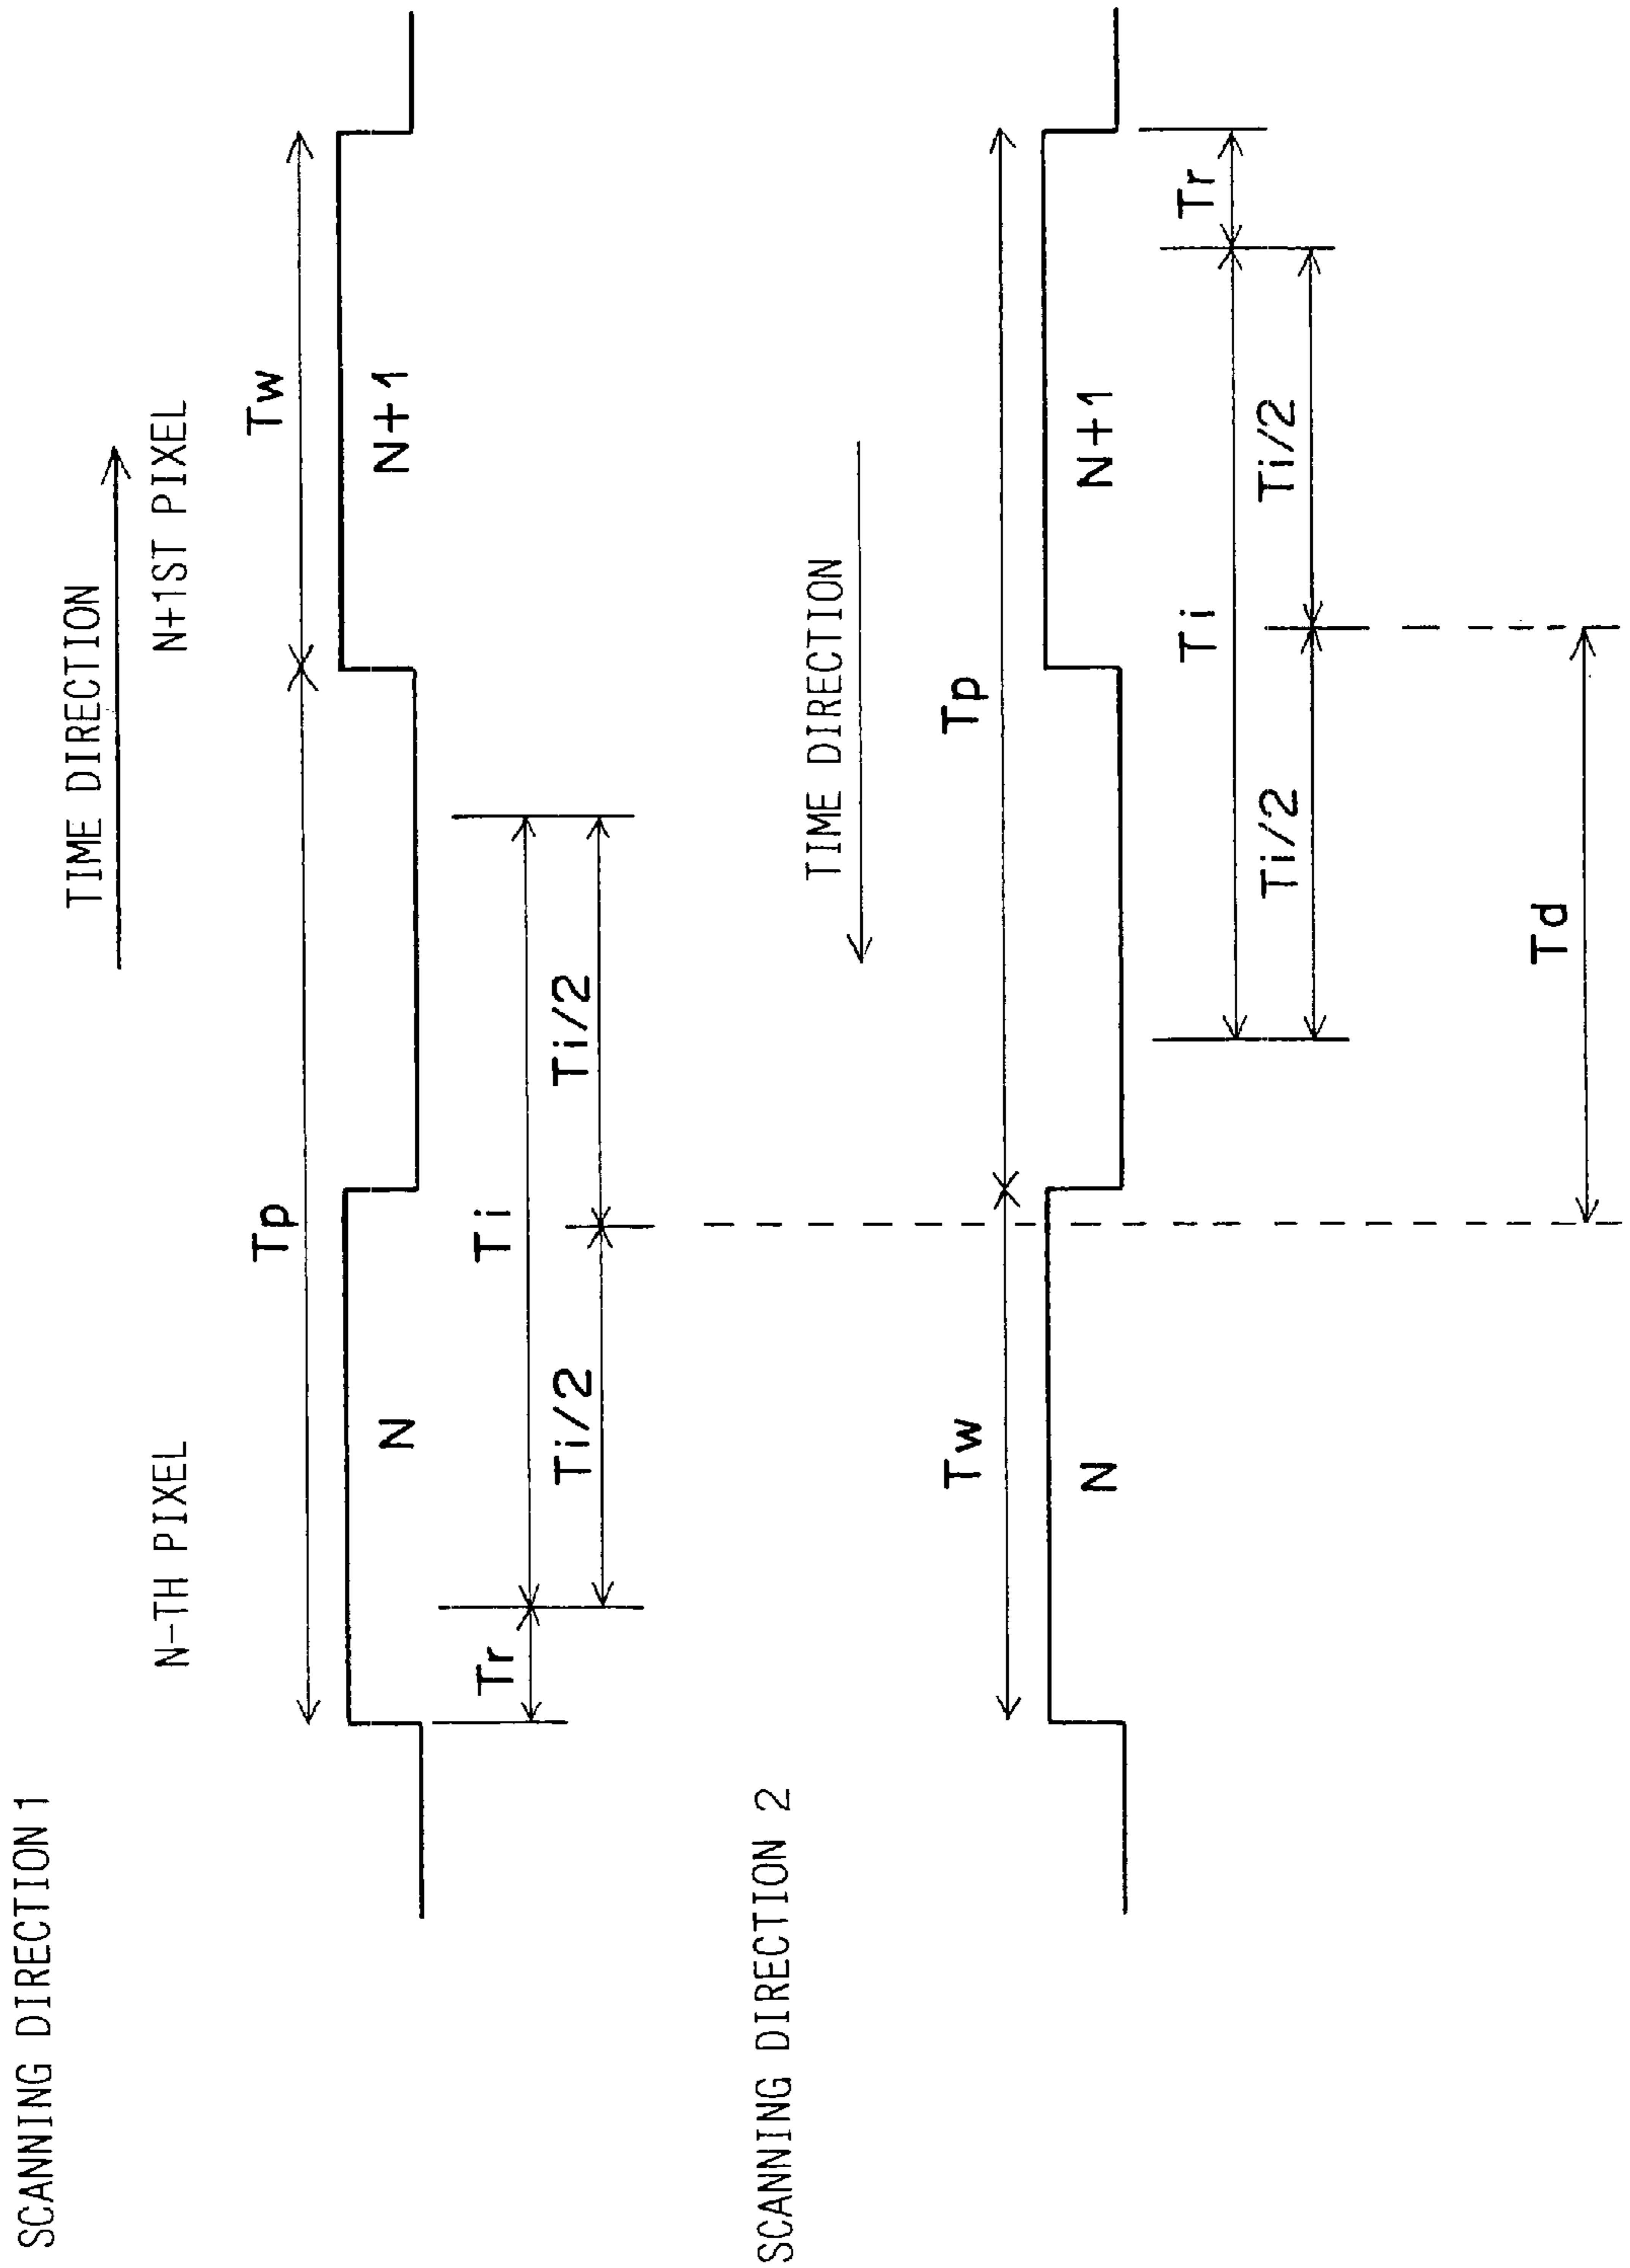 SCANNING DIRECTION 1
TIME DIRECTION
N-TH PIXEL
N+1ST PIXEL
Tp
Tw
N
N+1
Tr
Ti
Ti/2
Ti/2
SCANNING DIRECTION 2
TIME DIRECTION
Tw
Tp
N
N+1
Ti
Tr
Ti/2
Ti/2
Td